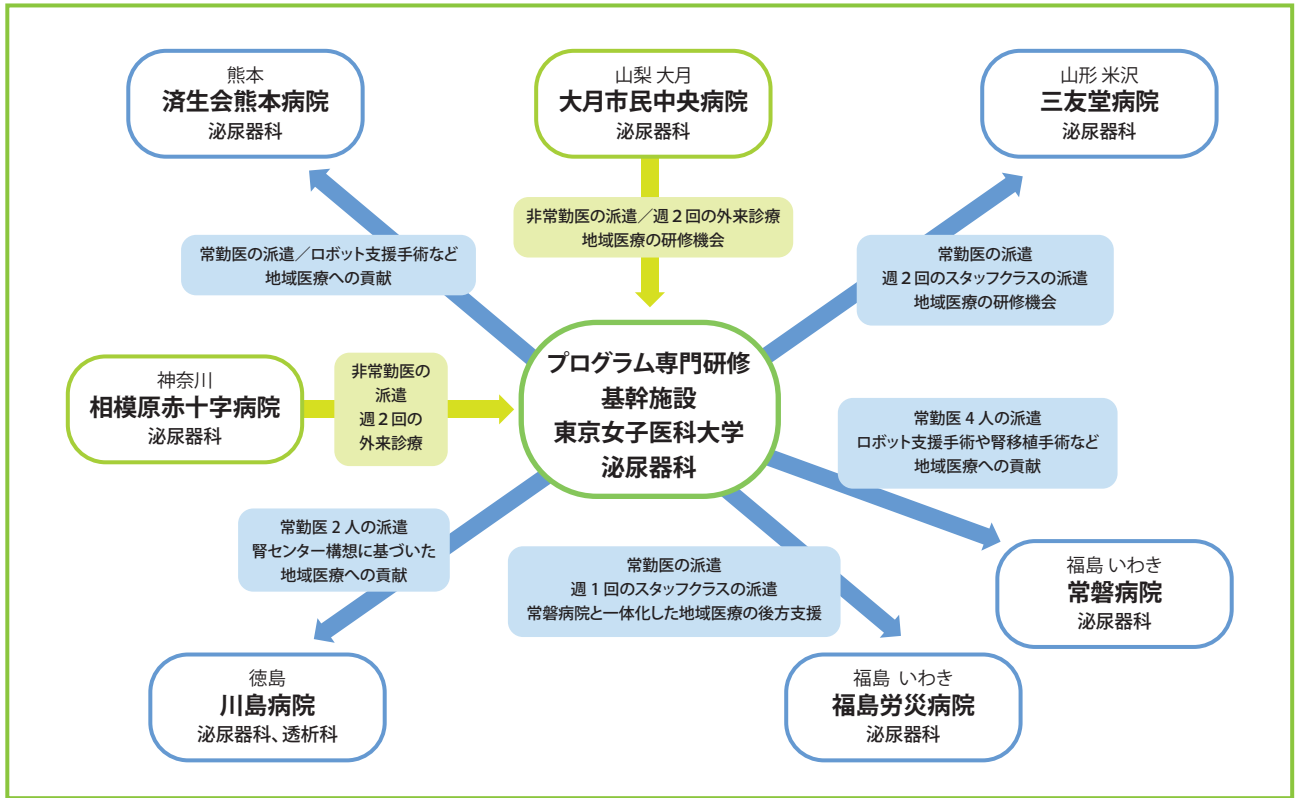 熊本
済生会熊本病院
泌尿器科
山梨 大月
大月市民中央病院
泌尿器科
山形 米沢
三友堂病院
泌尿器科
非常勤医の派遣／週2回の外来診療
地域医療の研修機会
常勤医の派遣／ロボット支援手術など
地域医療への貢献
常勤医の派遣
週2回のスタッフクラスの派遣
地域医療の研修機会
神奈川
相模原赤十字病院
泌尿器科
非常勤医の
派遣
週2回の
外来診療
プログラム専門研修
基幹施設
東京女子医科大学
泌尿器科
常勤医4人の派遣
ロボット支援手術や腎移植手術など
地域医療への貢献
常勤医2人の派遣
腎センター構想に基づいた
地域医療への貢献
常勤医の派遣
週1回のスタッフクラスの派遣
常磐病院と一体化した地域医療の後方支援
福島 いわき
常磐病院
泌尿器科
徳島
川島病院
泌尿器科、透析科
福島 いわき
福島労災病院
泌尿器科